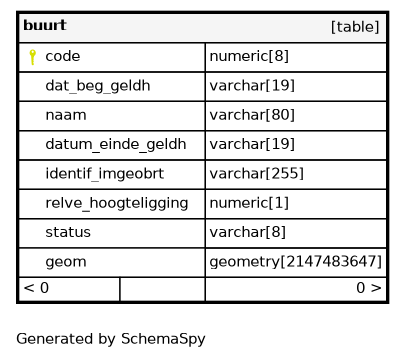 buurt [table]
code numeric[8]
dat_beg_geldh varchar[19]
naam varchar[80]
datum_einde_geldh varchar[19]
identif_imgeobrt varchar[255]
relve_hoogteligging numeric[1]
status varchar[8]
geom geometry[2147483647]
< 0 0 >
Generated by SchemaSpy